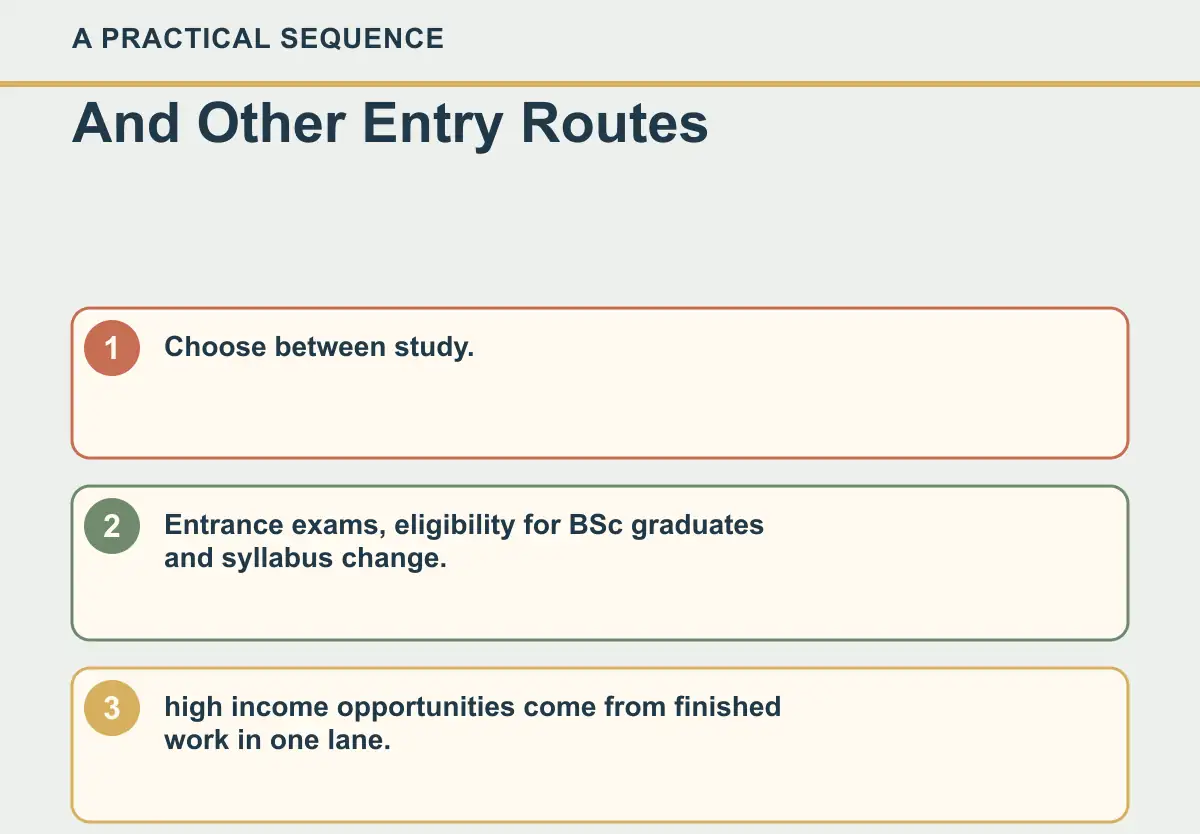 A PRACTICAL SEQUENCE
And Other Entry Routes
1
Choose between study.
2
Entrance exams, eligibility for BSc graduates
and syllabus change.
3
high income opportunities come from finished
work in one lane.